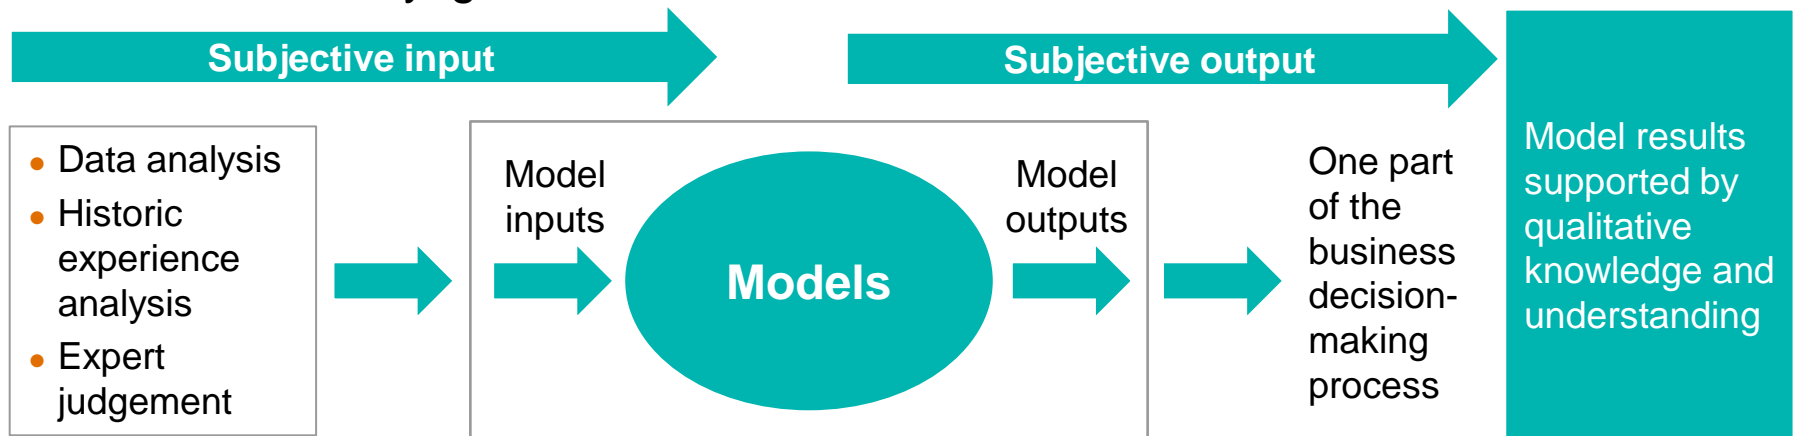 Subjective input
Subjective output
• Data analysis
• Historic
experience
analysis
• Expert
judgement
Model
inputs
Models
Model
outputs
One part
of the
business
decision-
making
process
Model results
supported by
qualitative
knowledge and
understanding